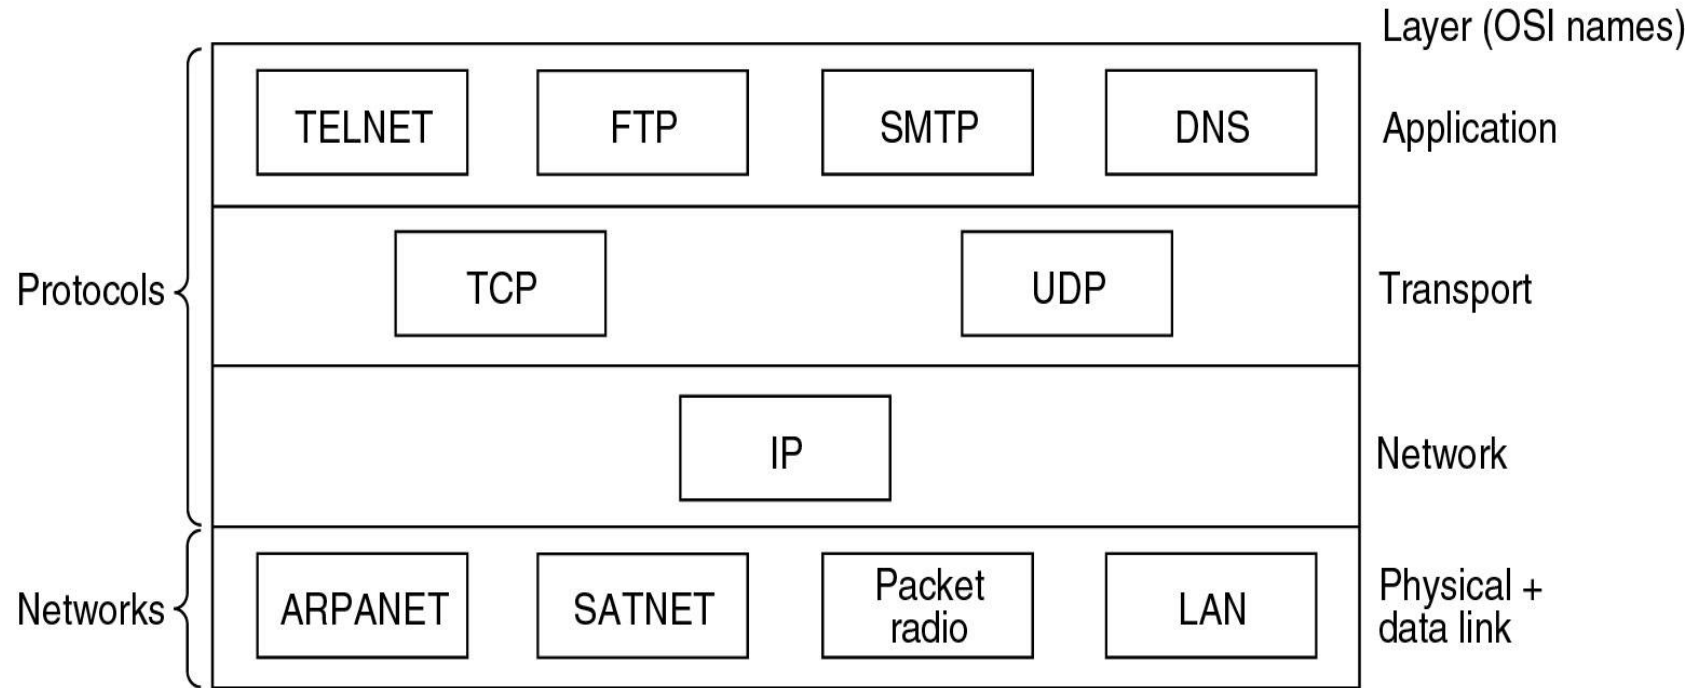 Layer (OSI names)
TELNET FTP SMTP DNS Application
Protocols TCP UDP Transport
IP Network
Networks ARPANET SATNET Packet radio LAN Physical +
data link